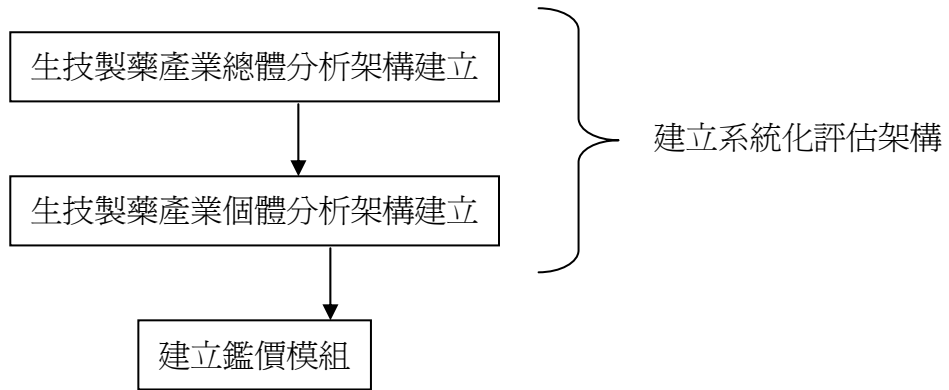 生技製藥產業總體分析架構建立
建立系統化評估架構
生技製藥產業個體分析架構建立
建立鑑價模組